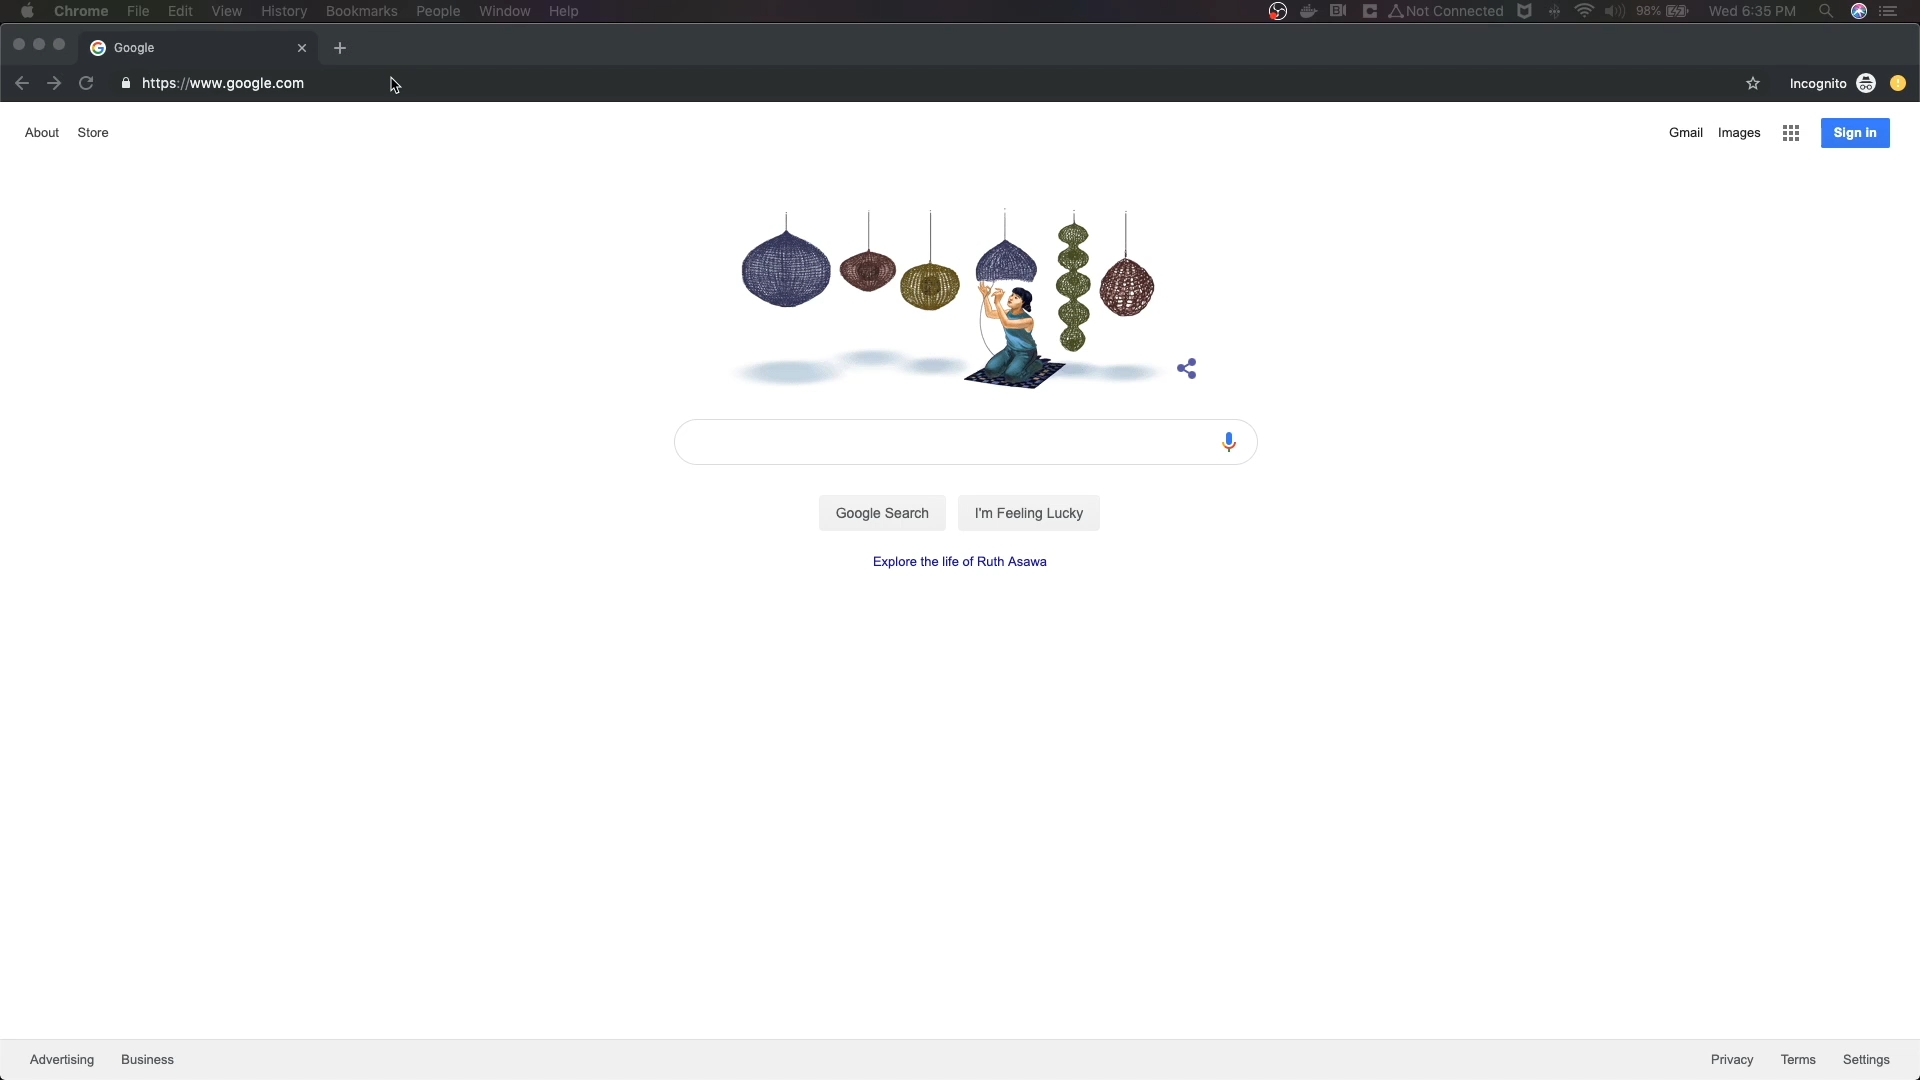 Chrome File Edit View History Bookmarks People Window Help Not Connected 98% Wed 6:35 PM
Google
https://www.google.com Incognito
About Store Gmail Images Sign in
Google Search I'm Feeling Lucky
Explore the life of Ruth Asawa
Advertising Business Privacy Terms Settings